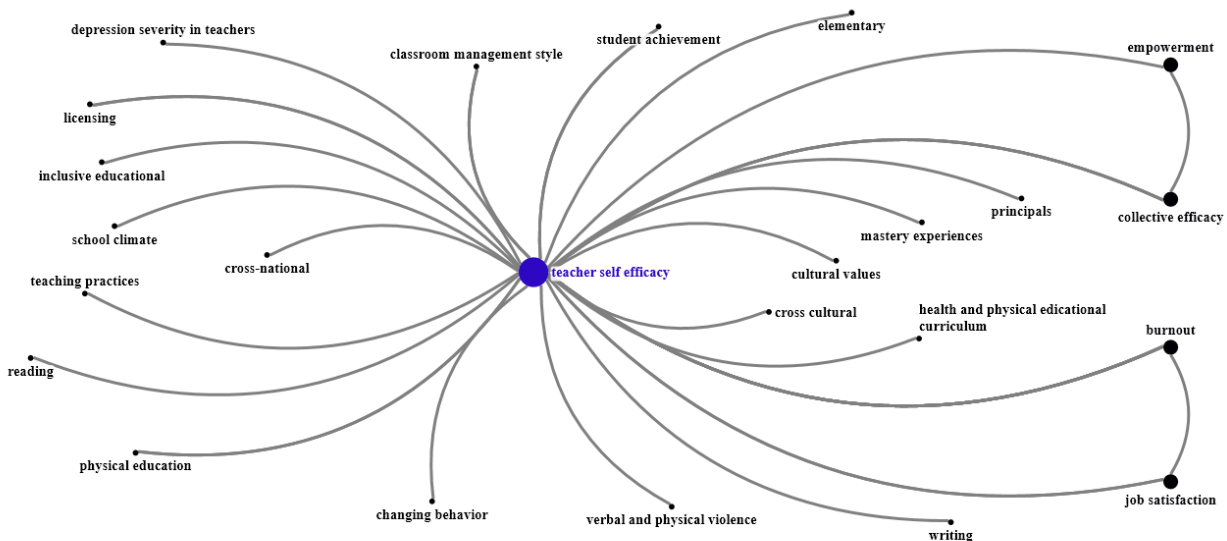 depression severity in teachers
classroom management style
student achievement
elementary
empowerment
licensing
inclusive educational
school climate
cross-national
principals
collective efficacy
mastery experiences
teacher self efficacy
cultural values
teaching practices
cross cultural
health and physical edicational
curriculum
burnout
reading
physical education
changing behavior
verbal and physical violence
writing
job satisfaction